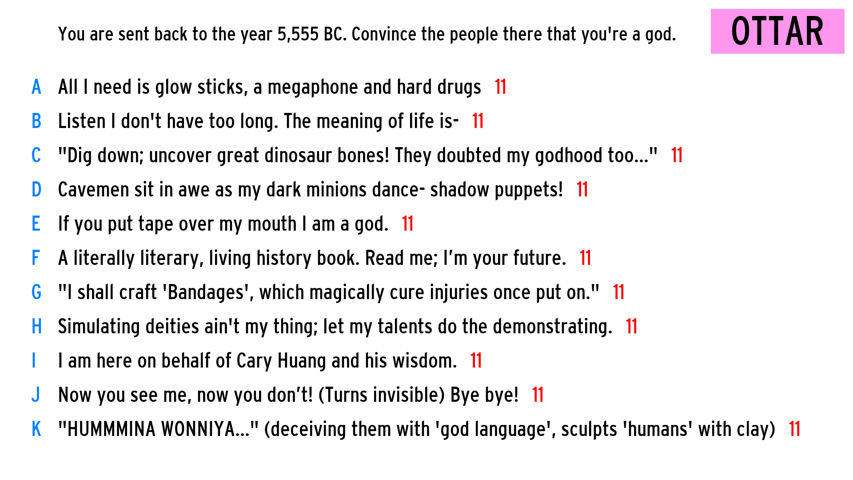 You are sent back to the year 5,555 BC. Convince the people there that you're a god.
OTTAR
A All I need is glow sticks, a megaphone and hard drugs 11
B Listen I don't have too long. The meaning of life is- 11
C "Dig down; uncover great dinosaur bones! They doubted my godhood too..." 11
D Cavemen sit in awe as my dark minions dance- shadow puppets! 11
E If you put tape over my mouth I am a god. 11
F A literally literary, living history book. Read me; I’m your future. 11
G "I shall craft 'Bandages', which magically cure injuries once put on." 11
H Simulating deities ain't my thing; let my talents do the demonstrating. 11
I I am here on behalf of Cary Huang and his wisdom. 11
J Now you see me, now you don’t! (Turns invisible) Bye bye! 11
K "HUMMMINA WONNIYA..." (deceiving them with 'god language', sculpts 'humans' with clay) 11